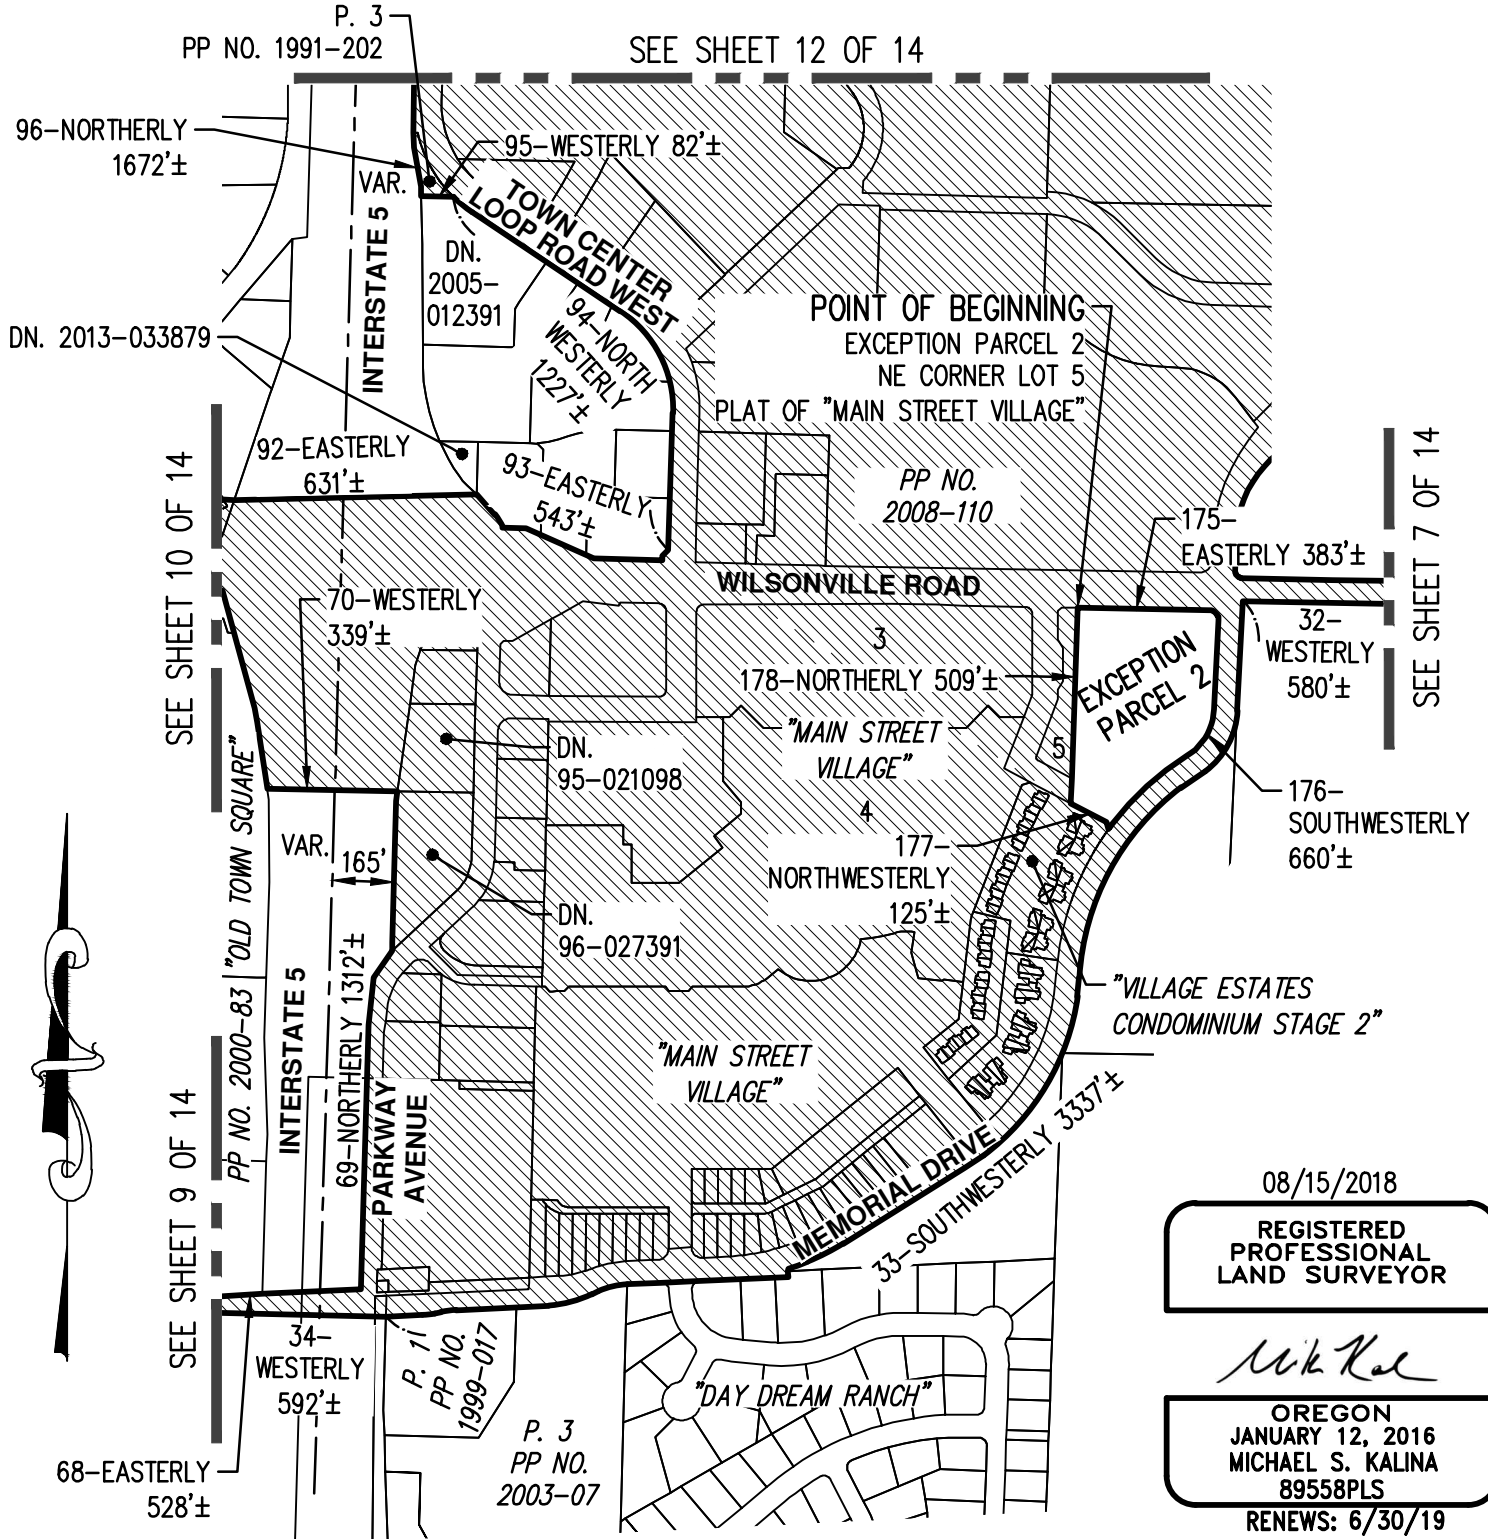 P. 3
PP NO. 1991-202
SEE SHEET 12 OF 14
96-NORTHERLY
1672'±
95-WESTERLY 82'±
VAR.
INTERSTATE 5
TOWN CENTER
LOOP ROAD WEST
DN.
2005-
012391
94-NORTH
WESTERLY
1227'±
DN. 2013-033879
POINT OF BEGINNING
EXCEPTION PARCEL 2
NE CORNER LOT 5
PLAT OF "MAIN STREET VILLAGE"
92-EASTERLY
631'±
93-EASTERLY
543'±
PP NO.
2008-110
SEE SHEET 10 OF 14
SEE SHEET 7 OF 14
175-
EASTERLY 383'±
WILSONVILLE ROAD
70-WESTERLY
339'±
3
178-NORTHERLY 509'±
EXCEPTION
PARCEL 2
32-
WESTERLY
580'±
"MAIN STREET
VILLAGE"
5
4
DN.
95-021098
176-
SOUTHWESTERLY
660'±
177-
NORTHWESTERLY
125'±
VAR.
165'
"OLD TOWN SQUARE"
PP NO. 2000-83
DN.
96-027391
INTERSTATE 5
69-NORTHERLY 1312'±
"VILLAGE ESTATES
CONDOMINIUM STAGE 2"
"MAIN STREET
VILLAGE"
PARKWAY
AVENUE
SEE SHEET 9 OF 14
MEMORIAL DRIVE
33-SOUTHWESTERLY 3337'±
34-
WESTERLY
592'±
P. 1
PP NO.
1999-017
"DAY DREAM RANCH"
P. 3
PP NO.
2003-07
68-EASTERLY
528'±
08/15/2018
REGISTERED
PROFESSIONAL
LAND SURVEYOR
Mik Kal
OREGON
JANUARY 12, 2016
MICHAEL S. KALINA
89558PLS
RENEWS: 6/30/19